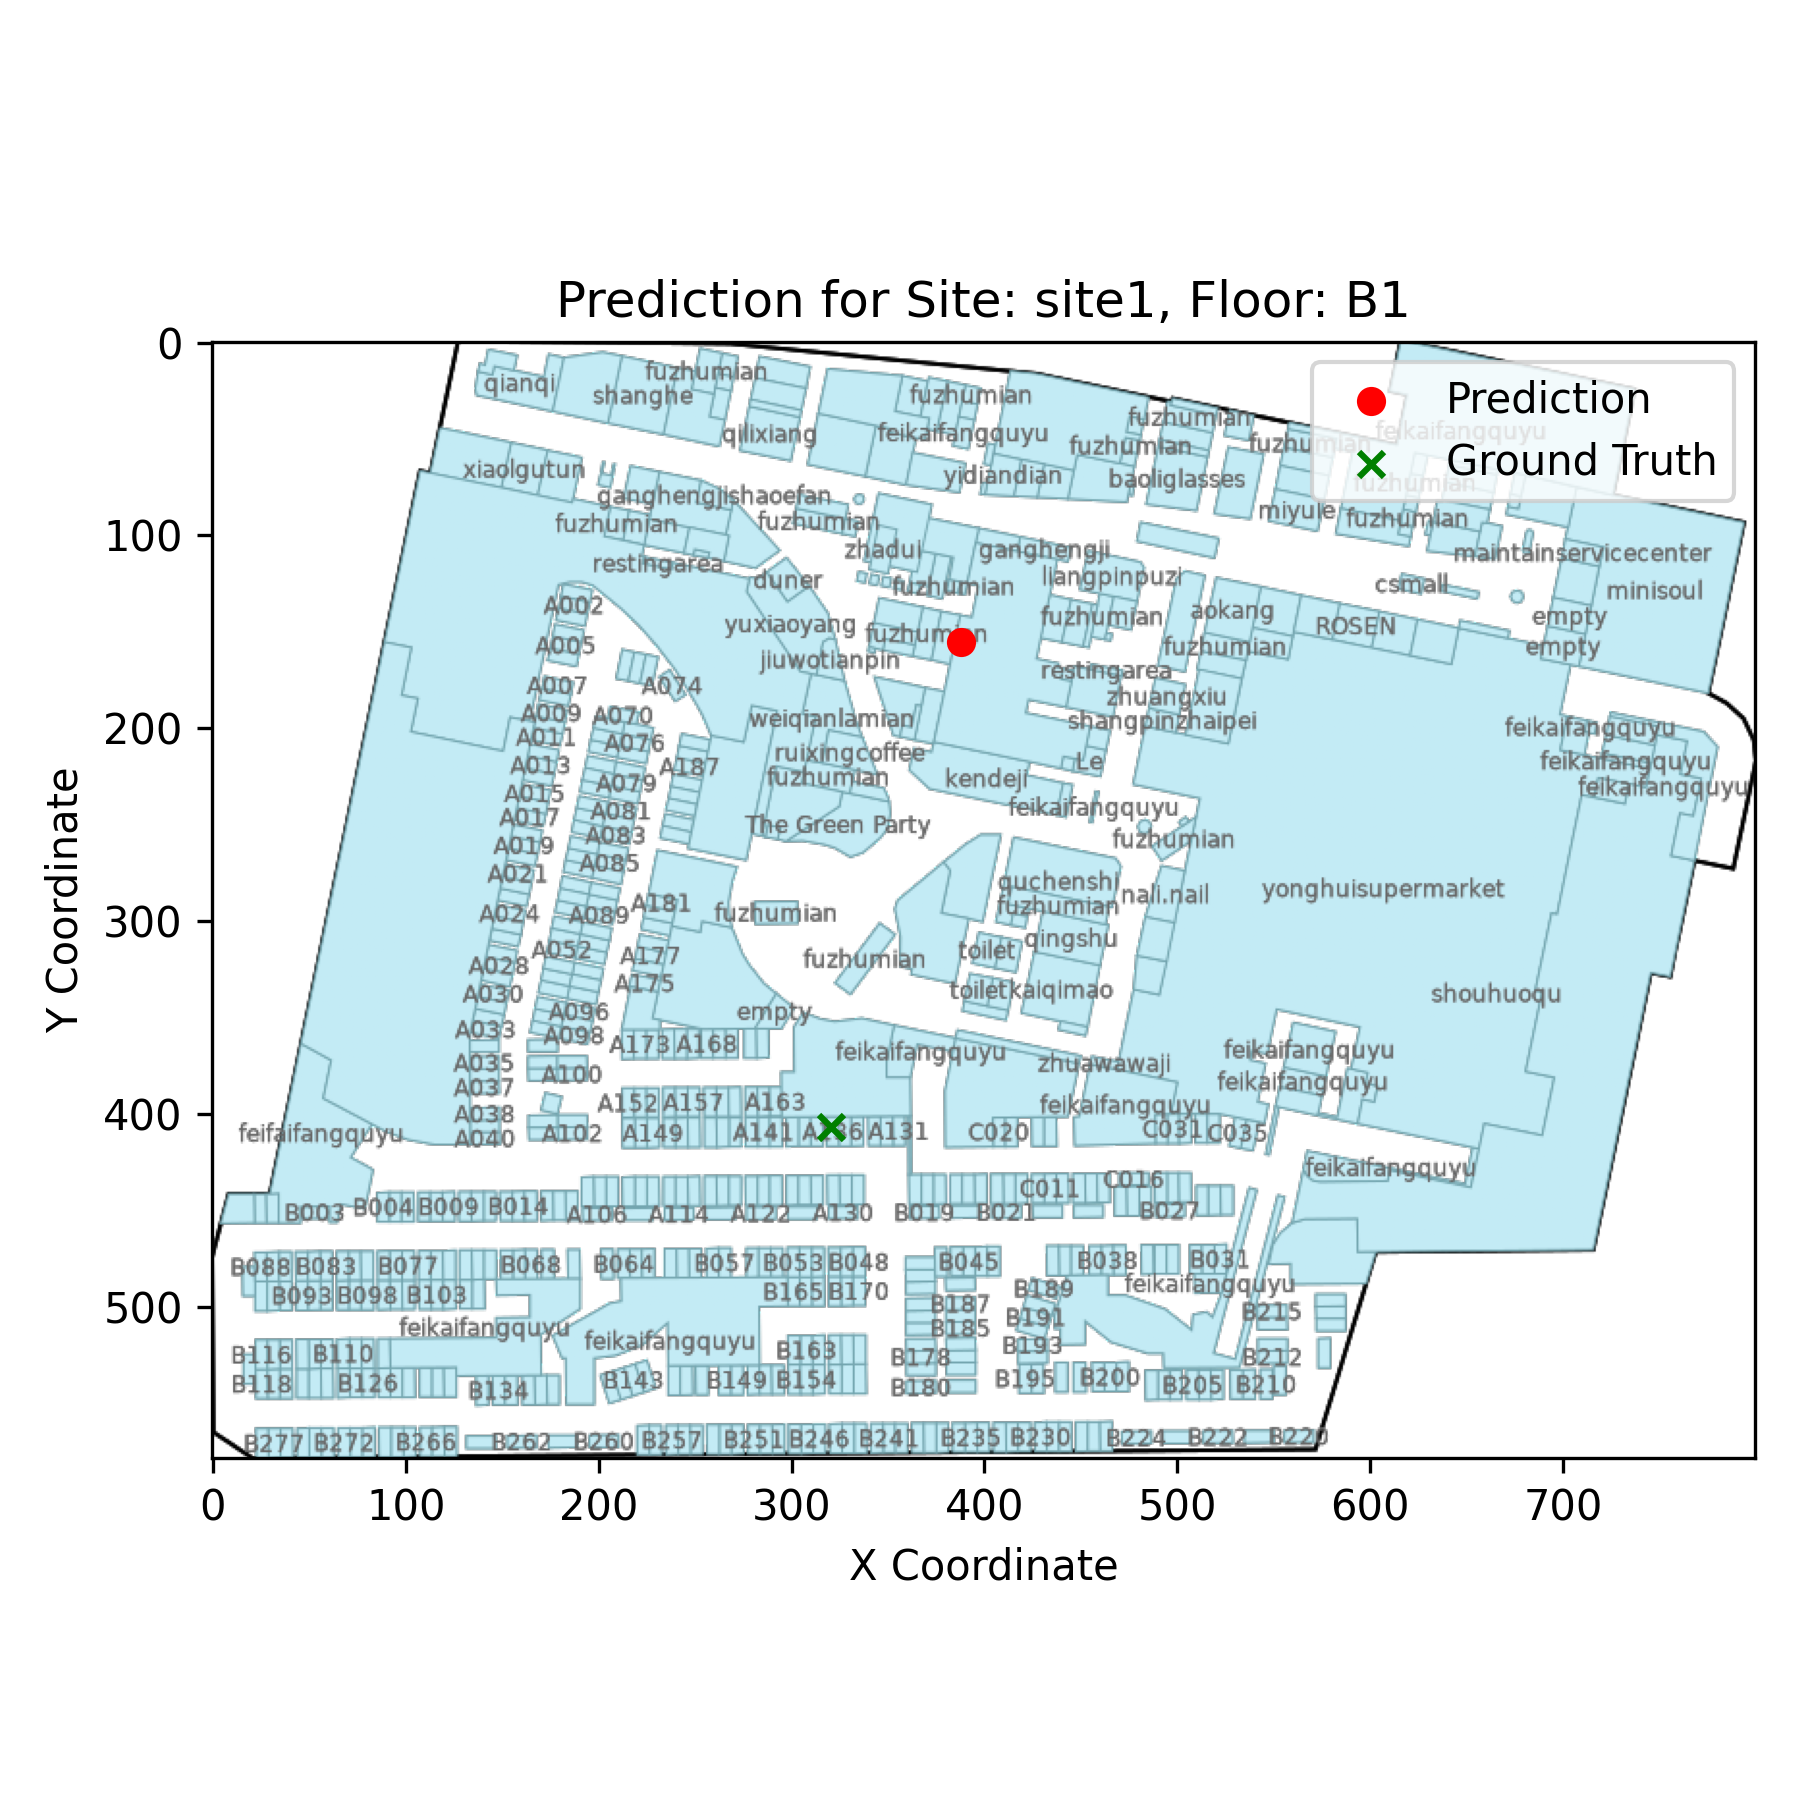 Prediction for Site: site1, Floor: B1
Prediction
Ground Truth
Y Coordinate
X Coordinate
0
100
200
300
400
500
0 100 200 300 400 500 600 700
qianqi
shanghe
fuzhumian
qilixiang
fuzhumian
feikaifangquyu
yidiandian
fuzhumian
fuzhumian
baoliglasses
fuzhumian
feikaifangquyu
fuzhumian
miyule
fuzhumian
maintainservicecenter
minisoul
csmall
empty
empty
xiaolgutun
ganghengjishaoefan
fuzhumian
fuzhumian
restingarea
zhadui
fuzhumian
ganghengji
liangpinpuzi
fuzhumian
aokang
ROSEN
fuzhumian
duner
yuxiaoyang
fuzhumian
jiuwotianpin
restingarea
zhuangxiu
shangpinzhaipei
weiqianlamian
ruixingcoffee
fuzhumian
Le
kendeji
feikaifangquyu
fuzhumian
The Green Party
feikaifangquyu
feikaifangquyu
feikaifangquyu
quchenshi
fuzhumian
nali.nail
yonghuisupermarket
fuzhumian
fuzhumian
toilet
qingshu
toilet
kaiqimao
shouhuoqu
empty
feikaifangquyu
zhuawawaji
feikaifangquyu
feikaifangquyu
feikaifangquyu
feikaifangquyu
feifaifangquyu
A002
A005
A007
A074
A009
A070
A011
A076
A013
A187
A015
A079
A017
A081
A019
A083
A021
A085
A024
A089
A181
A028
A052
A177
A030
A175
A033
A096
A035
A098
A173 A168
A037
A100
A038
A152 A157 A163
A040
A102 A149 A141 A131
C020 C031 C035
C011 C016
B003 B004 B009 B014 A106 A114 A122 A130 B019 B021 B027
B088 B083 B077 B068 B064 B057 B053 B048 B045 B038 B031
B093 B098 B103 B165 B170 B187 B189 feikaifangquyu
feikaifangquyu
feikaifangquyu
B185 B191 B215
B116 B110 B163 B178 B193 B212
B118 B126 B134 B143 B149 B154 B180 B195 B200 B205 B210
B277 B272 B266 B262 B260 B257 B251 B246 B241 B235 B230 B224 B222 B220